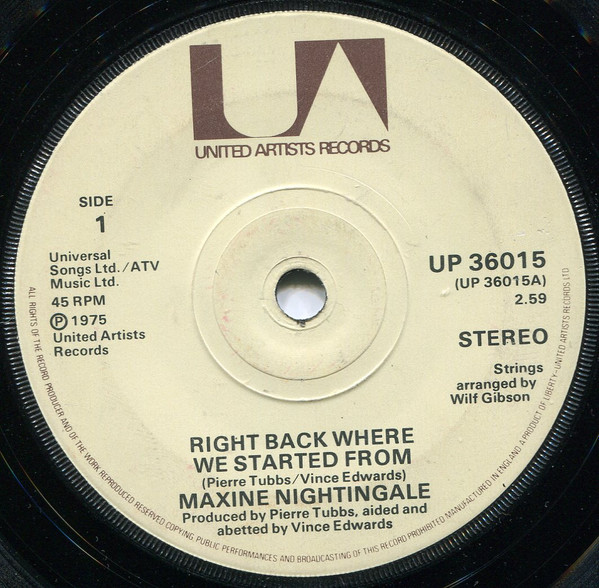 UA
UNITED ARTISTS RECORDS
SIDE
1
Universal
Songs Ltd./ATV
Music Ltd.
45 RPM
Ⓟ 1975
United Artists
Records
UP 36015
(UP 36015A)
2.59
STEREO
Strings
arranged by
Wilf Gibson
RIGHT BACK WHERE
WE STARTED FROM
(Pierre Tubbs/Vince Edwards)
MAXINE NIGHTINGALE
Produced by Pierre Tubbs, aided and
abetted by Vince Edwards
ALL RIGHTS OF THE RECORD PRODUCER AND OF THE WORK REPRODUCED RESERVED COPYING, PUBLIC PERFORMANCES AND BROADCASTING OF THIS RECORD PROHIBITED MANUFACTURED IN ENGLAND A PRODUCT OF LIBERTY-UNITED ARTISTS RECORDS LTD